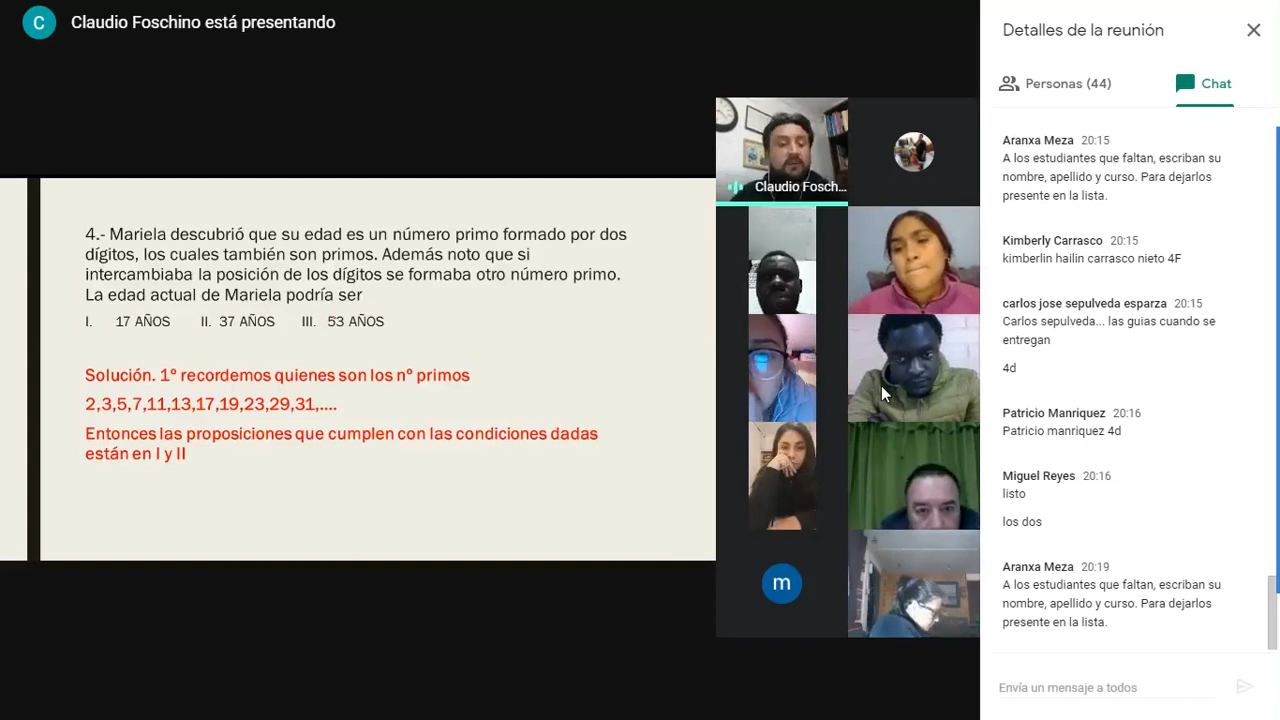 C
Claudio Foschino está presentando
4.- Mariela descubrió que su edad es un número primo formado por dos
dígitos, los cuales también son primos. Además noto que si
intercambiaba la posición de los dígitos se formaba otro número primo.
La edad actual de Mariela podría ser
I. 17 AÑOS II. 37 AÑOS III. 53 AÑOS
Solución. 1º recordemos quienes son los nº primos
2,3,5,7,11,13,17,19,23,29,31,....
Entonces las proposiciones que cumplen con las condiciones dadas
están en I y II
Claudio Fosch...
m
Detalles de la reunión
Personas (44)
Chat
Aranxa Meza 20:15
A los estudiantes que faltan, escriban su
nombre, apellido y curso. Para dejarlos
presente en la lista.
Kimberly Carrasco 20:15
kimberlin hailin carrasco nieto 4F
carlos jose sepulveda esparza 20:15
Carlos sepulveda... las guias cuando se
entregan
4d
Patricio Manriquez 20:16
Patricio manriquez 4d
Miguel Reyes 20:16
listo
los dos
Aranxa Meza 20:19
A los estudiantes que faltan, escriban su
nombre, apellido y curso. Para dejarlos
presente en la lista.
Envía un mensaje a todos